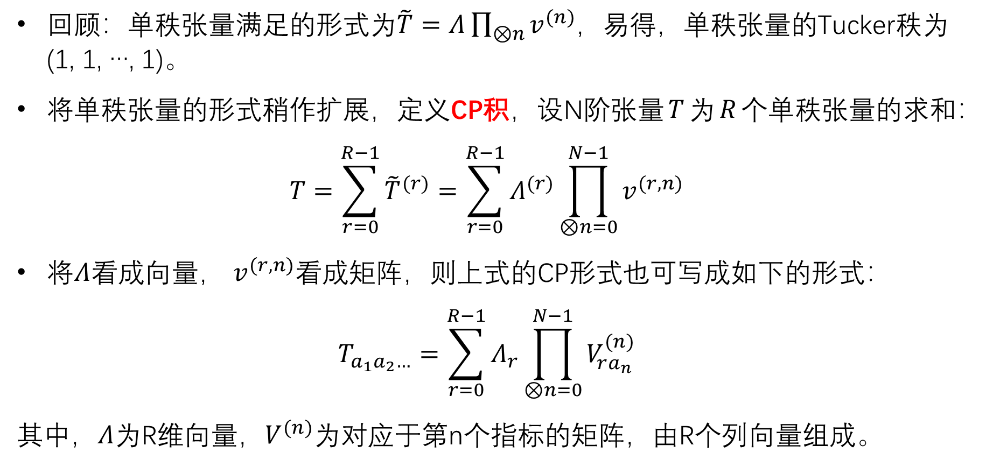 • 回顾：单秩张量满足的形式为$\tilde{T} = \Lambda \prod_{\otimes n} v^{(n)}$，易得，单秩张量的Tucker秩为
(1, 1, ⋯, 1)。
• 将单秩张量的形式稍作扩展，定义CP积，设N阶张量$T$ 为 $R$ 个单秩张量的求和：
$T = \sum_{r=0}^{R-1} \tilde{T}^{(r)} = \sum_{r=0}^{R-1} \Lambda^{(r)} \prod_{\otimes n=0}^{N-1} v^{(r,n)}$
• 将$\Lambda$看成向量， $v^{(r,n)}$看成矩阵，则上式的CP形式也可写成如下的形式：
$T_{a_1 a_2 \ldots} = \sum_{r=0}^{R-1} \Lambda_r \prod_{\otimes n=0}^{N-1} V_{r a_n}^{(n)}$
其中，$\Lambda$为R维向量，$V^{(n)}$为对应于第n个指标的矩阵，由R个列向量组成。